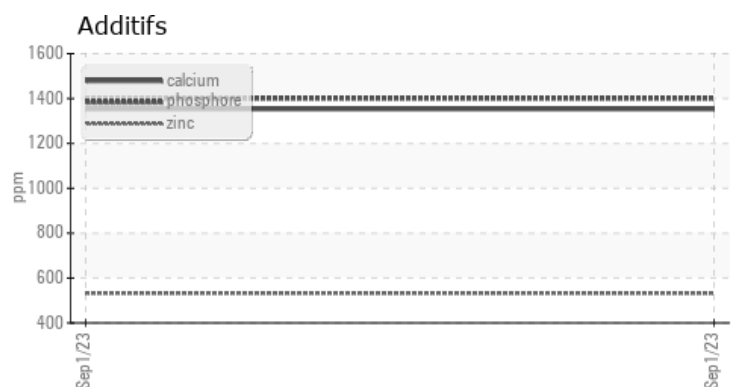 Additifs
1600
calcium
1400
phosphore
zinc
1200
ppm
1000
800
600
400
Sep1/23
Sep1/23